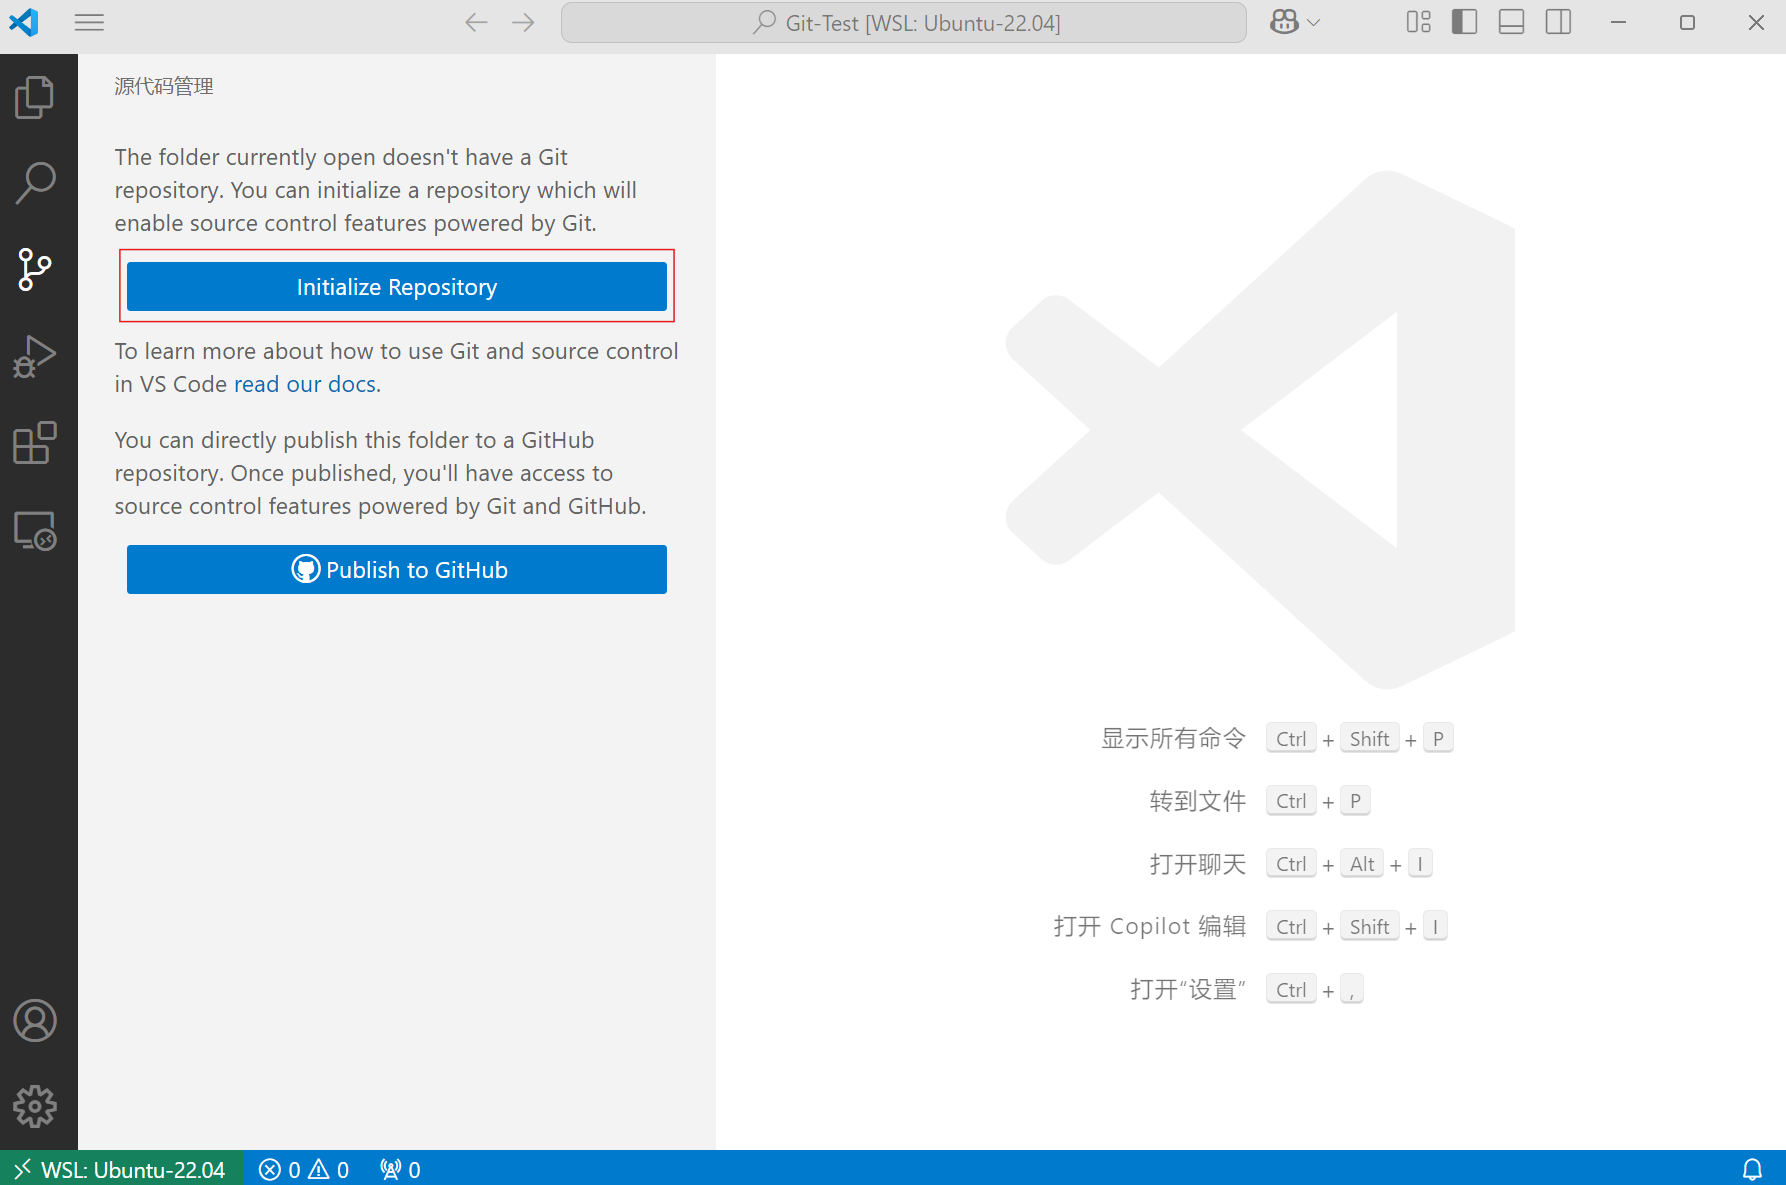 Git-Test [WSL: Ubuntu-22.04]
源代码管理
The folder currently open doesn't have a Git
repository. You can initialize a repository which will
enable source control features powered by Git.
Initialize Repository
To learn more about how to use Git and source control
in VS Code read our docs.
You can directly publish this folder to a GitHub
repository. Once published, you'll have access to
source control features powered by Git and GitHub.
Publish to GitHub
显示所有命令 Ctrl + Shift + P
转到文件 Ctrl + P
打开聊天 Ctrl + Alt + I
打开 Copilot 编辑 Ctrl + Shift + I
打开“设置” Ctrl + ,
WSL: Ubuntu-22.04 0 0 0